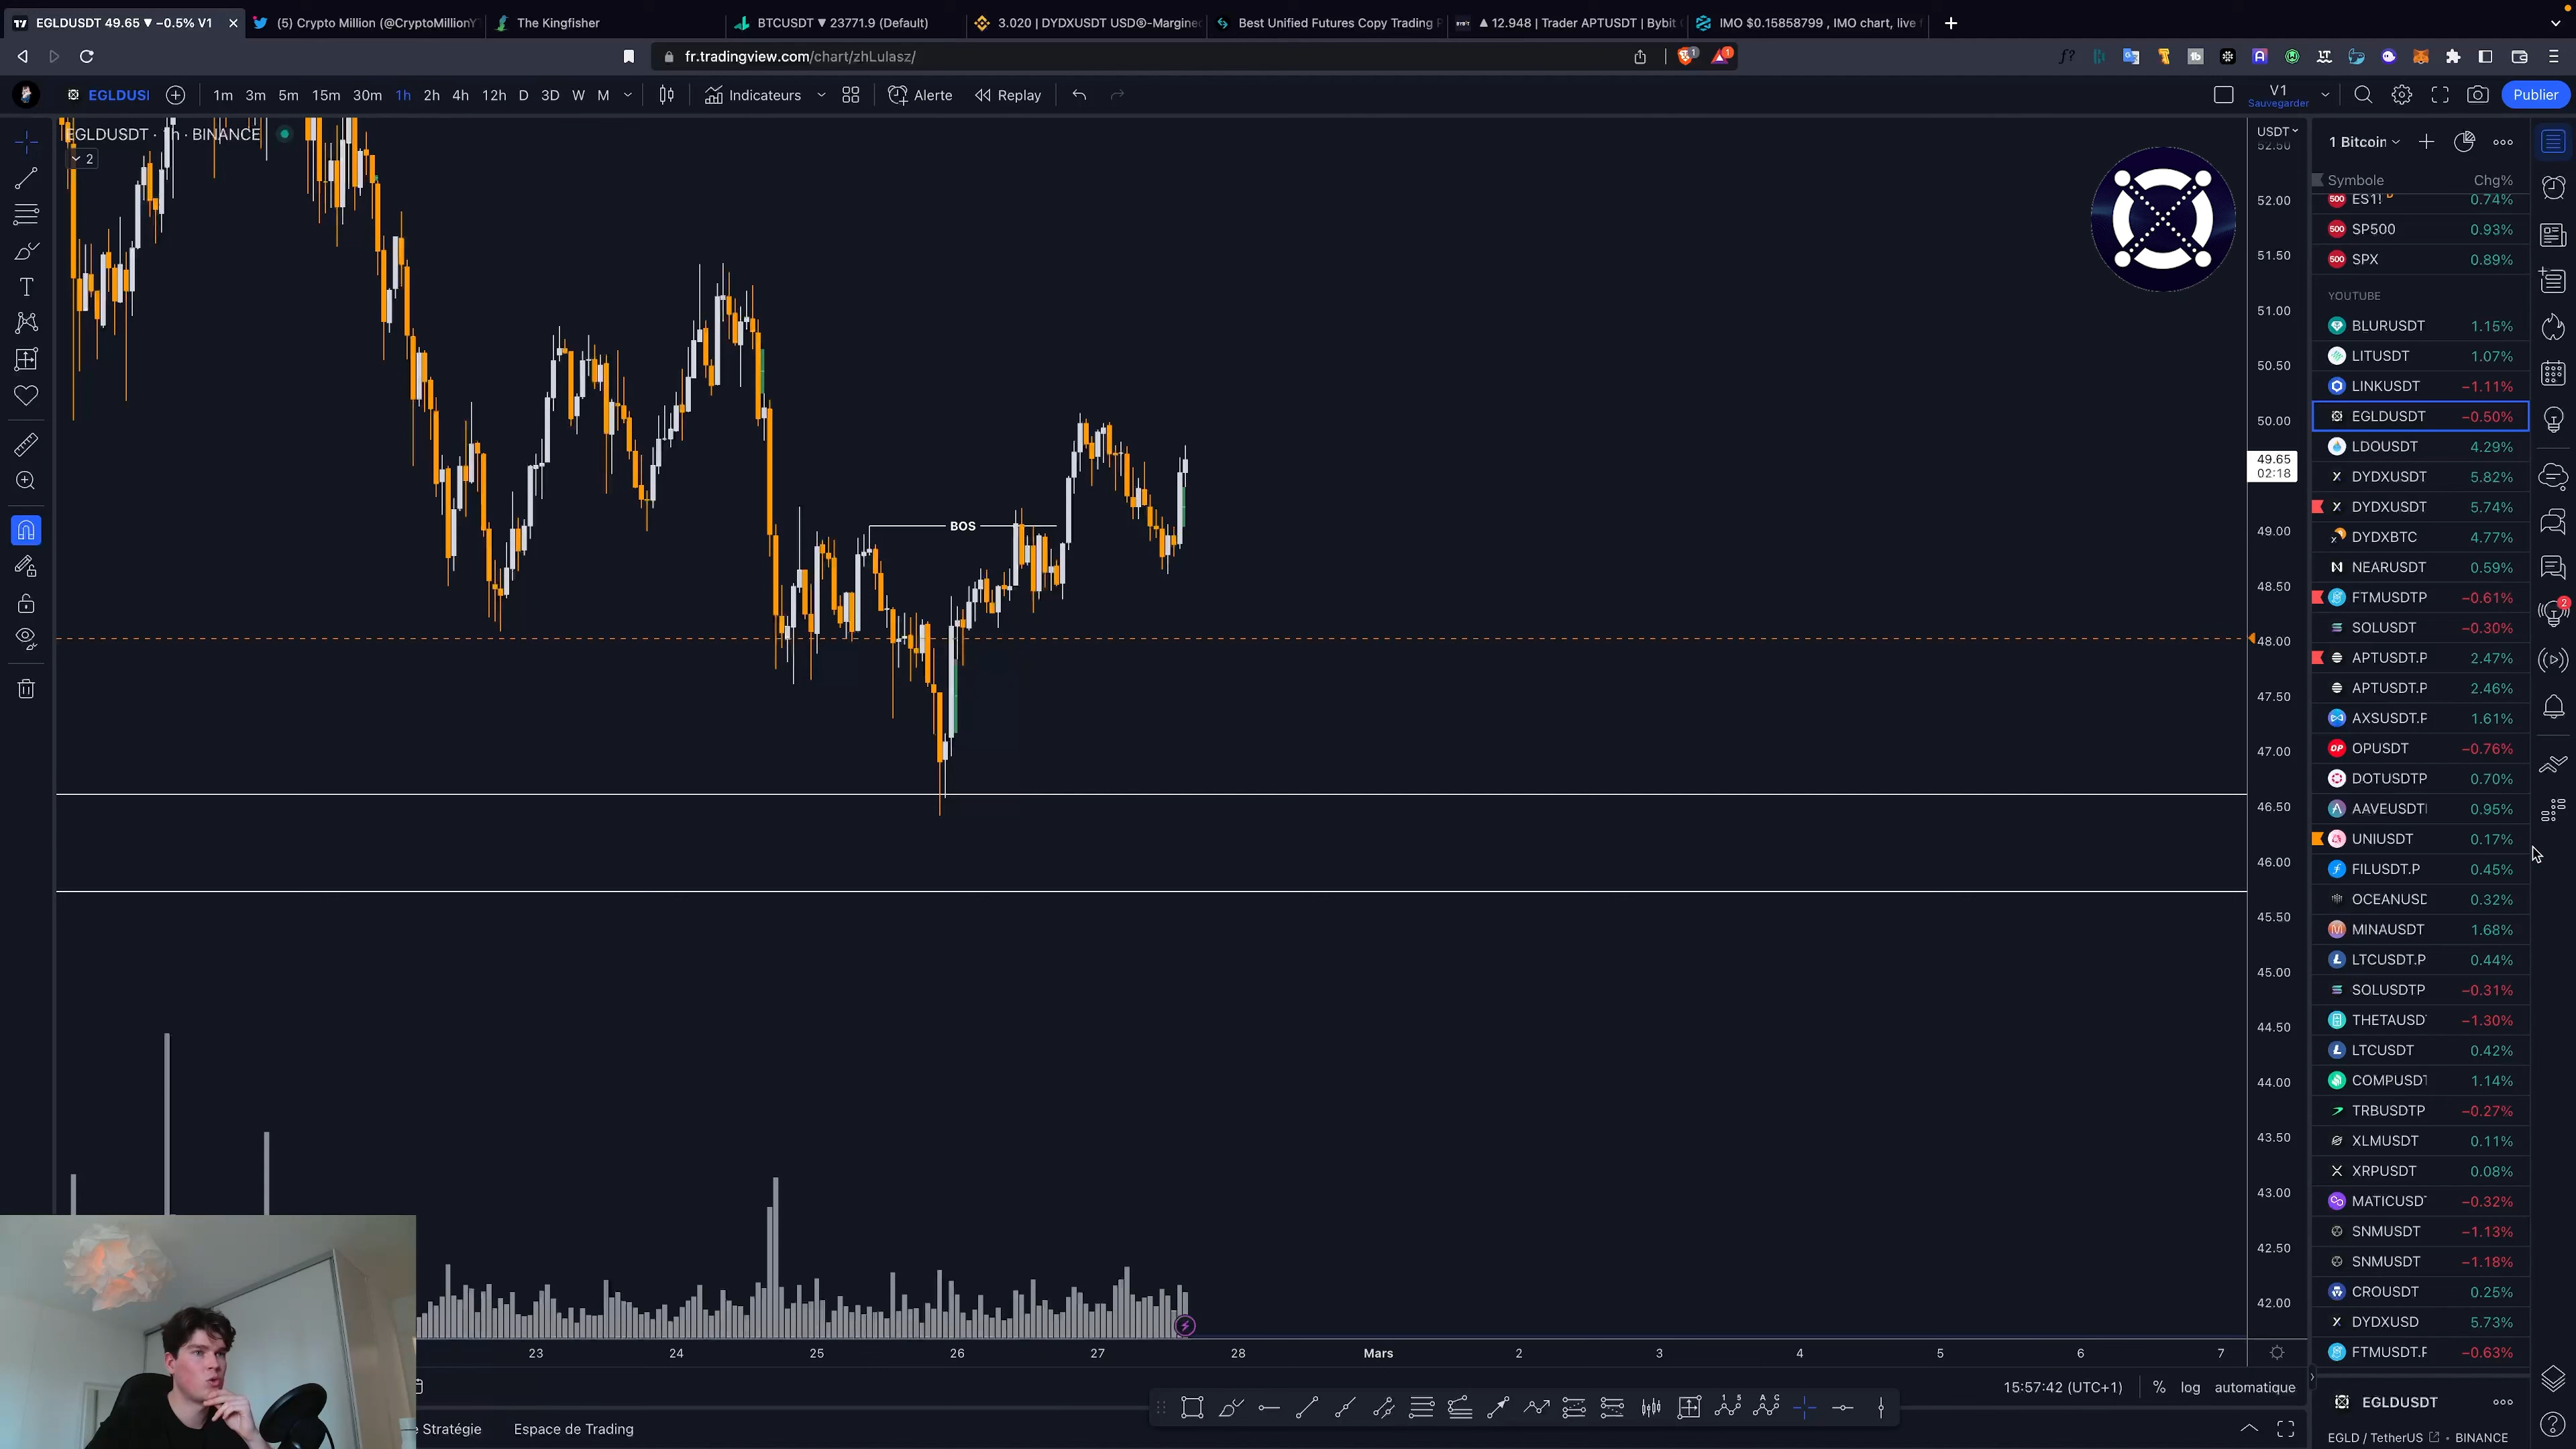 EGLDUSDT 49.65 ▼ −0.5% V1
(5) Crypto Million (@CryptoMillionY
The Kingfisher
BTCUSDT ▼ 23771.9 (Default)
3.020 | DYDXUSDT USD®-Margine
Best Unified Futures Copy Trading P
▲ 12.948 | Trader APTUSDT | Bybit
IMO $0.15858799 , IMO chart, live
fr.tradingview.com/chart/zhLulasz/
EGLDUSI
1m 3m 5m 15m 30m 1h 2h 4h 12h D 3D W M
Indicateurs
Alerte
Replay
V1
Sauvegarder
Publier
EGLDUSDT · 1h · BINANCE
2
BOS
USDT
52.50
52.00
51.50
51.00
50.50
50.00
49.65
02:18
49.00
48.50
48.00
47.50
47.00
46.50
46.00
45.50
45.00
44.50
44.00
43.50
43.00
42.50
42.00
23 24 25 26 27 28 Mars 2 3 4 5 6 7
15:57:42 (UTC+1) % log automatique
Stratégie
Espace de Trading
1 Bitcoin
Symbole Chg%
ES1! 0.74%
SP500 0.93%
SPX 0.89%
YOUTUBE
BLURUSDT 1.15%
LITUSDT 1.07%
LINKUSDT −1.11%
EGLDUSDT −0.50%
LDOUSDT 4.29%
DYDXUSDT 5.82%
DYDXUSDT 5.74%
DYDXBTC 4.77%
NEARUSDT 0.59%
FTMUSDTP −0.61%
SOLUSDT −0.30%
APTUSDT.P 2.47%
APTUSDT.P 2.46%
AXSUSDT.P 1.61%
OPUSDT −0.76%
DOTUSDTP 0.70%
AAVEUSDT 0.95%
UNIUSDT 0.17%
FILUSDT.P 0.45%
OCEANUSD 0.32%
MINAUSDT 1.68%
LTCUSDT.P 0.44%
SOLUSDTP −0.31%
THETAUSD −1.30%
LTCUSDT 0.42%
COMPUSDT 1.14%
TRBUSDTP −0.27%
XLMUSDT 0.11%
XRPUSDT 0.08%
MATICUSD −0.32%
SNMUSDT −1.13%
SNMUSDT −1.18%
CROUSDT 0.25%
DYDXUSD 5.73%
FTMUSDT.P −0.63%
EGLDUSDT
EGLD / TetherUS • BINANCE